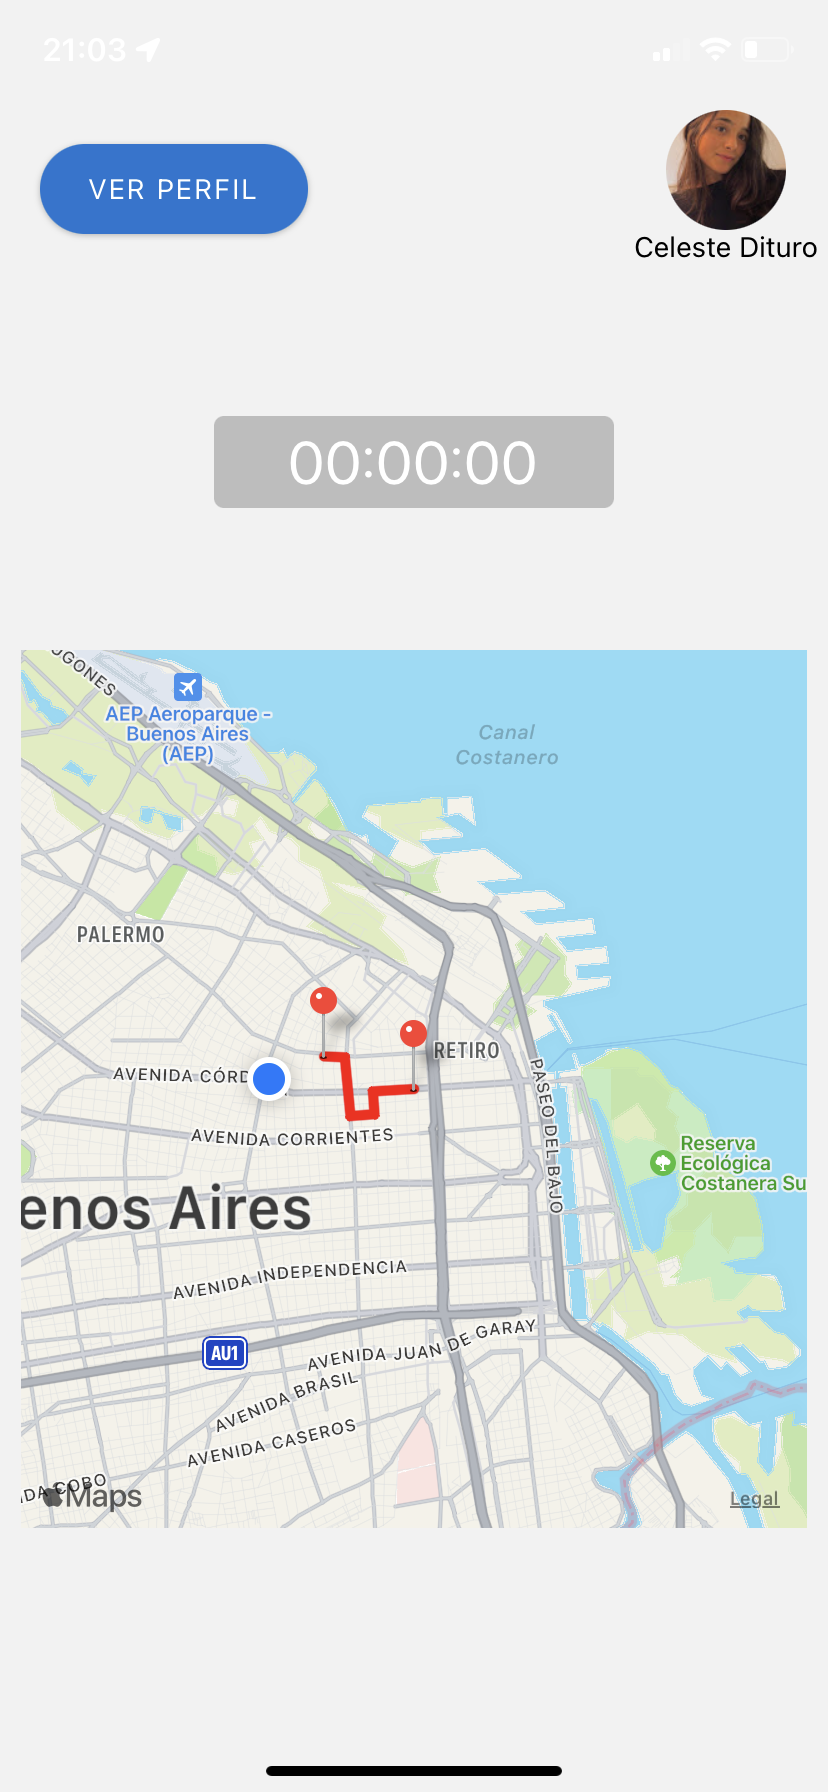 21:03
VER PERFIL
Celeste Dituro
00:00:00
OGONES
AEP Aeroparque -
Buenos Aires
(AEP)
Canal
Costanero
PALERMO
RETIRO
AVENIDA CÓRD
PASEO DEL BAJO
AVENIDA CORRIENTES
Reserva
Ecológica
Costanera Su
enos Aires
AVENIDA INDEPENDENCIA
AU1
AVENIDA JUAN DE GARAY
AVENIDA BRASIL
AVENIDA CASEROS
IDA COBO
Maps
Legal